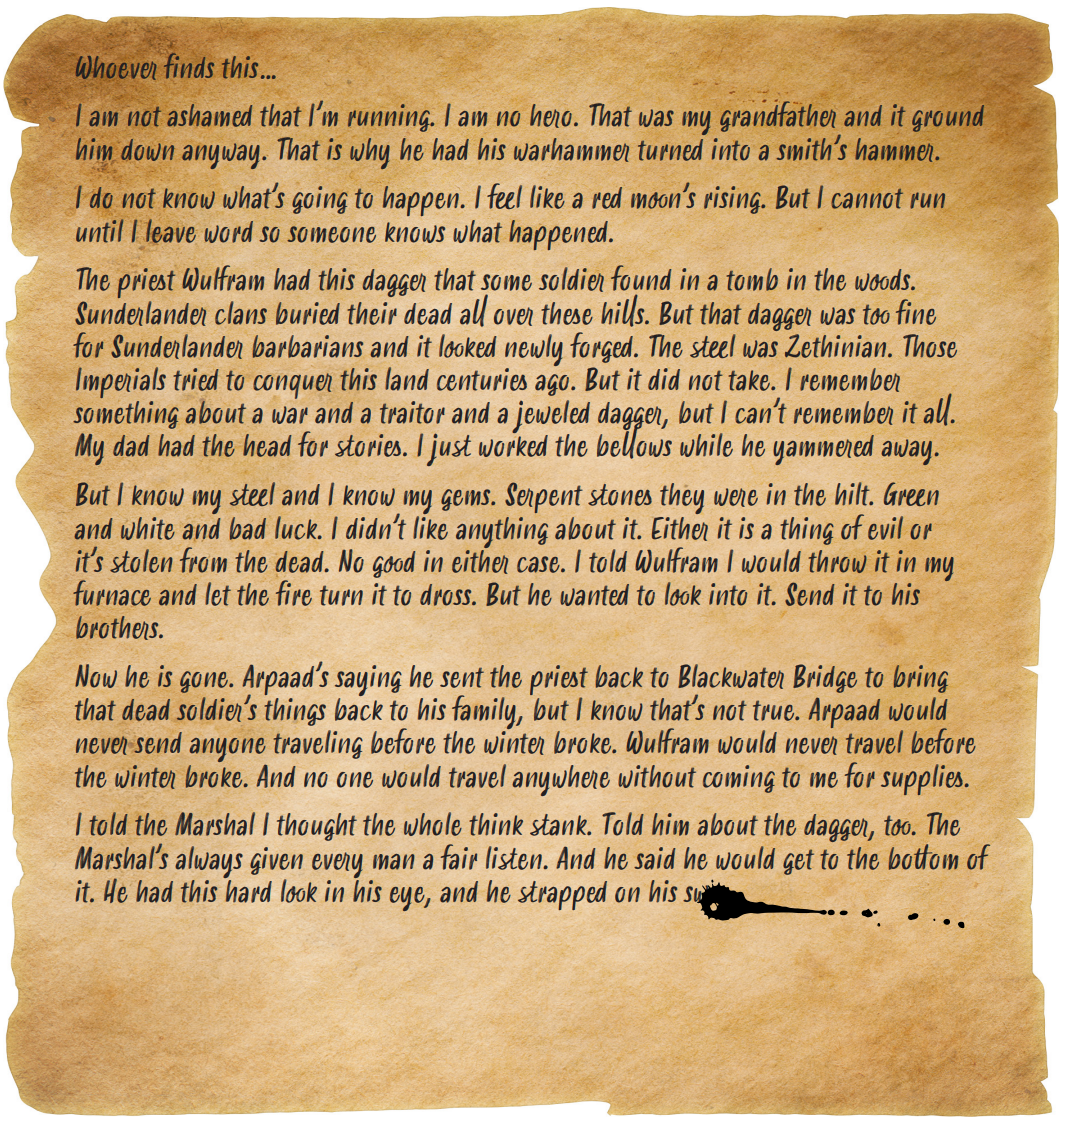 Whoever finds this...
I am not ashamed that I'm running. I am no hero. That was my grandfather and it ground
him down anyway. That is why he had his warhammer turned into a smith's hammer.
I do not know what's going to happen. I feel like a red moon's rising. But I cannot run
until I leave word so someone knows what happened.
The priest Wulfram had this dagger that some soldier found in a tomb in the woods.
Sunderlander clans buried their dead all over these hills. But that dagger was too fine
for Sunderlander barbarians and it looked newly forged. The steel was Zethinian. Those
Imperials tried to conquer this land centuries ago. But it did not take. I remember
something about a war and a traitor and a jeweled dagger, but I can't remember it all.
My dad had the head for stories. I just worked the bellows while he yammered away.
But I know my steel and I know my gems. Serpent stones they were in the hilt. Green
and white and bad luck. I didn't like anything about it. Either it is a thing of evil or
it's stolen from the dead. No good in either case. I told Wulfram I would throw it in my
furnace and let the fire turn it to dross. But he wanted to look into it. Send it to his
brothers.
Now he is gone. Arpaad's saying he sent the priest back to Blackwater Bridge to bring
that dead soldier's things back to his family, but I know that's not true. Arpaad would
never send anyone traveling before the winter broke. Wulfram would never travel before
the winter broke. And no one would travel anywhere without coming to me for supplies.
I told the Marshal I thought the whole think stank. Told him about the dagger, too. The
Marshal's always given every man a fair listen. And he said he would get to the bottom of
it. He had this hard look in his eye, and he strapped on his